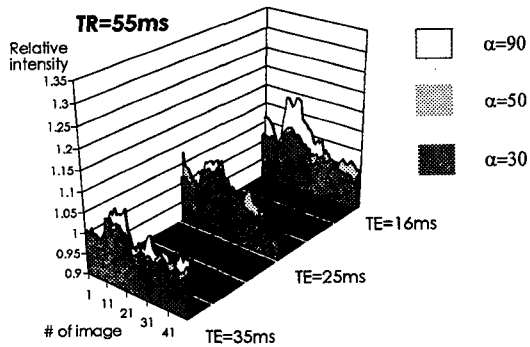 TR=55ms
Relative
intensity
1.35
1.3
1.25
1.2
1.15
1.1
1.05
1
0.95
0.9
1
11
21
31
41
# of image
TE=35ms
TE=25ms
TE=16ms
α=90
α=50
α=30